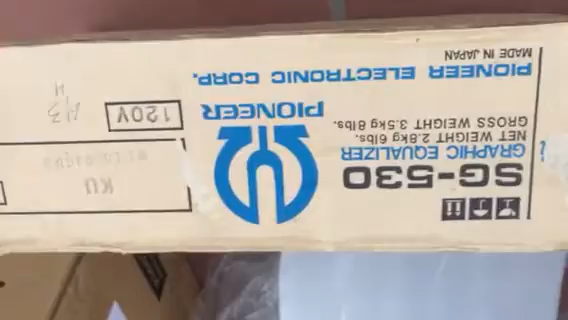 SG-530
GRAPHIC EQUALIZER
NET WEIGHT 2.8kg 6lbs.
GROSS WEIGHT 3.5kg 8lbs.
PIONEER ELECTRONIC CORP.
MADE IN JAPAN
PIONEER
KU
120V